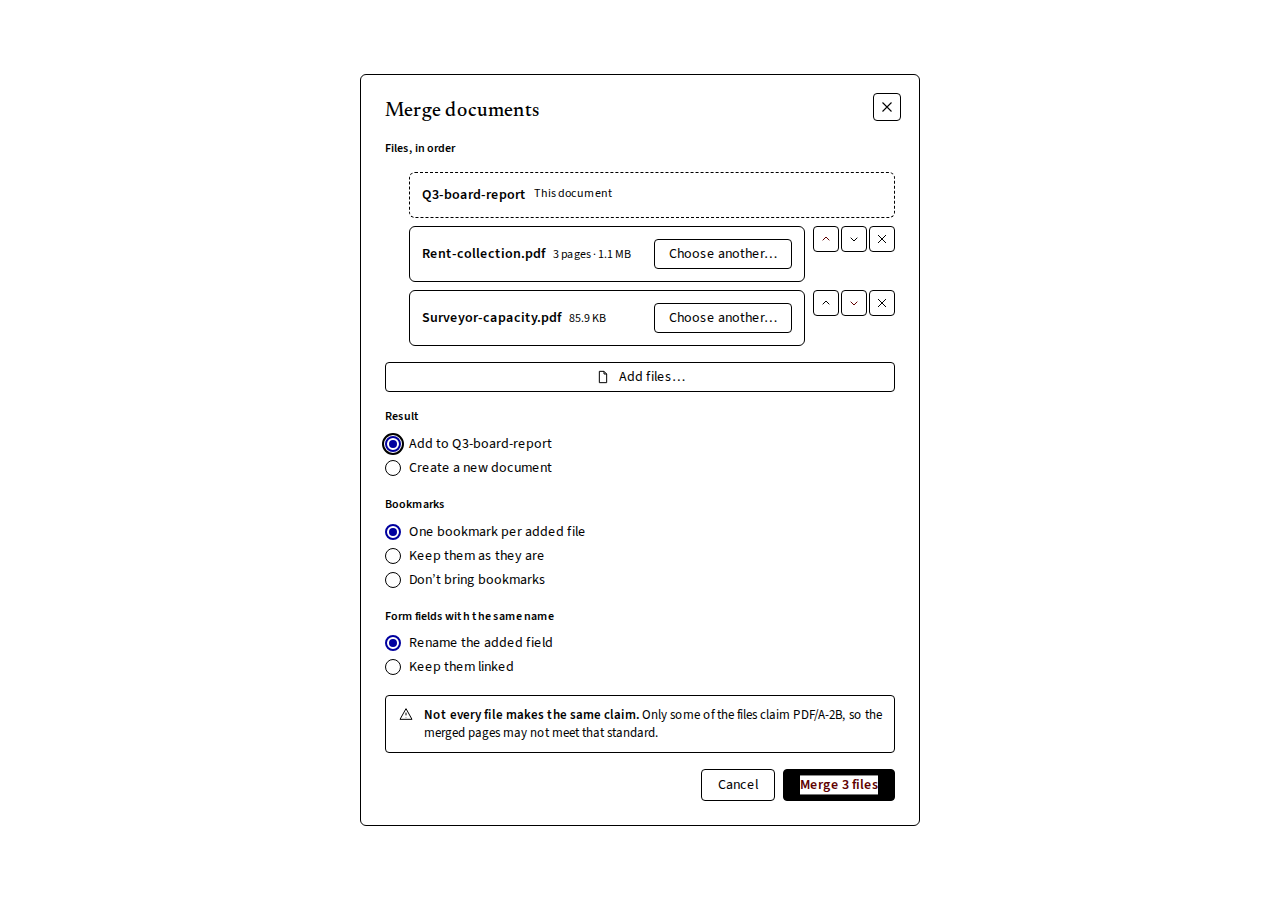 Merge documents
Files, in order
Q3-board-report This document
Rent-collection.pdf 3 pages · 1.1 MB Choose another…
Surveyor-capacity.pdf 85.9 KB Choose another…
Add files…
Result
Add to Q3-board-report
Create a new document
Bookmarks
One bookmark per added file
Keep them as they are
Don’t bring bookmarks
Form fields with the same name
Rename the added field
Keep them linked
Not every file makes the same claim. Only some of the files claim PDF/A-2B, so the
merged pages may not meet that standard.
Cancel Merge 3 files